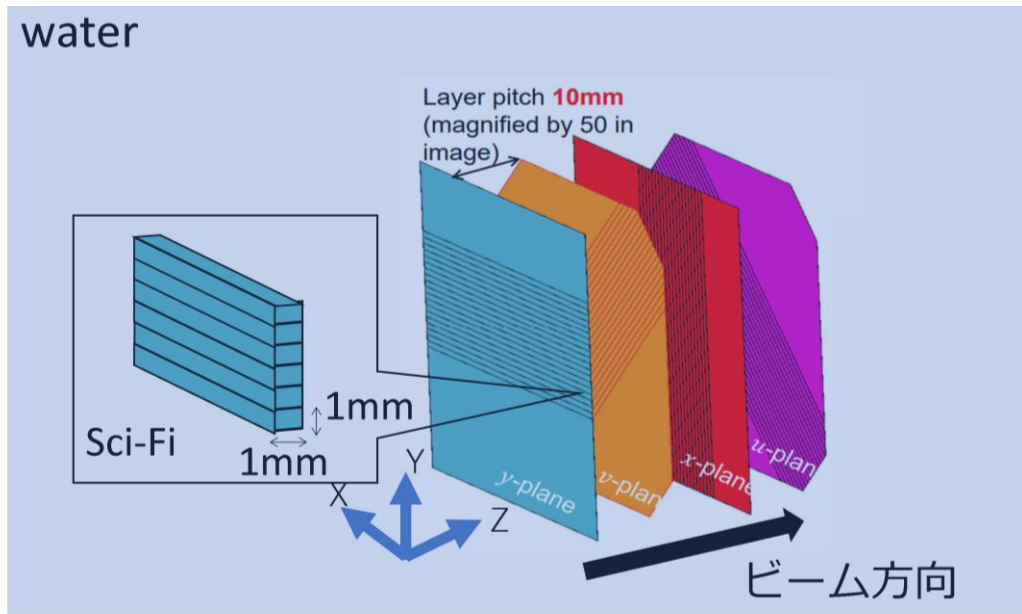 water
Layer pitch 10mm
(magnified by 50 in
image)
Sci-Fi
1mm
1mm
X
Y
Z
y-plane
v-plan
x-plane
u-plan
ビーム方向